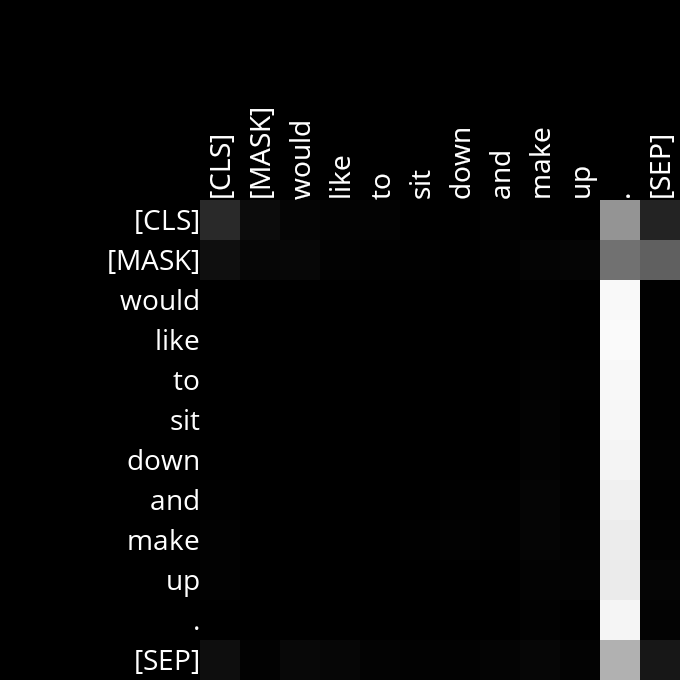 [CLS]
[MASK]
would
like
to
sit
down
and
make
up
.
[SEP]
[CLS]
[MASK]
would
like
to
sit
down
and
make
up
.
[SEP]